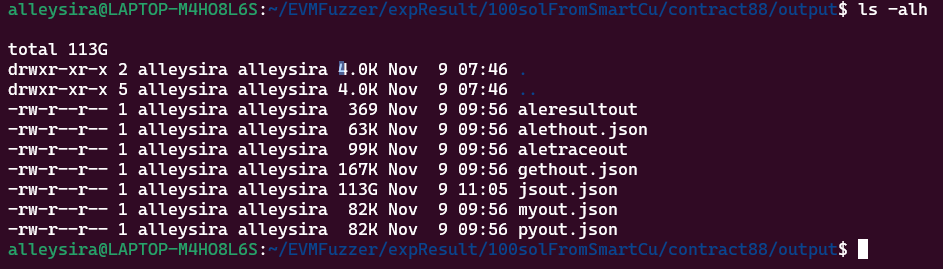 alleysira@LAPTOP-M4HO8L6S:~/EVMFuzzer/expResult/100solFromSmartCu/contract88/output$ ls -alh
total 113G
drwxr-xr-x 2 alleysira alleysira 4.0K Nov  9 07:46 .
drwxr-xr-x 5 alleysira alleysira 4.0K Nov  9 07:46 ..
-rw-r--r-- 1 alleysira alleysira  369 Nov  9 09:56 aleresultout
-rw-r--r-- 1 alleysira alleysira  63K Nov  9 09:56 alethout.json
-rw-r--r-- 1 alleysira alleysira  99K Nov  9 09:56 aletraceout
-rw-r--r-- 1 alleysira alleysira 167K Nov  9 09:56 gethout.json
-rw-r--r-- 1 alleysira alleysira 113G Nov  9 11:05 jsout.json
-rw-r--r-- 1 alleysira alleysira  82K Nov  9 09:56 myout.json
-rw-r--r-- 1 alleysira alleysira  82K Nov  9 09:56 pyout.json
alleysira@LAPTOP-M4HO8L6S:~/EVMFuzzer/expResult/100solFromSmartCu/contract88/output$